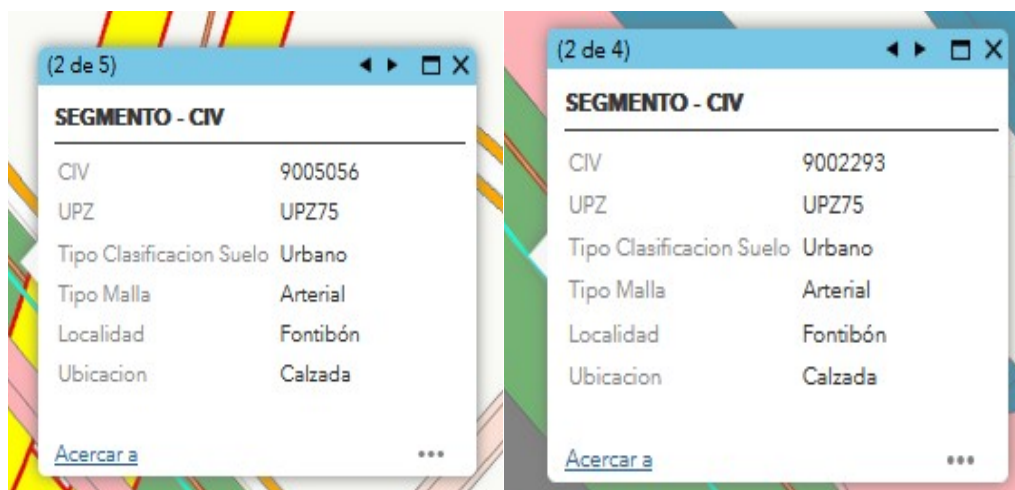 (2 de 5)
SEGMENTO - CIV
CIV 9005056
UPZ UPZ75
Tipo Clasificacion Suelo Urbano
Tipo Malla Arterial
Localidad Fontibón
Ubicacion Calzada
Acercar a
(2 de 4)
SEGMENTO - CIV
CIV 9002293
UPZ UPZ75
Tipo Clasificacion Suelo Urbano
Tipo Malla Arterial
Localidad Fontibón
Ubicacion Calzada
Acercar a